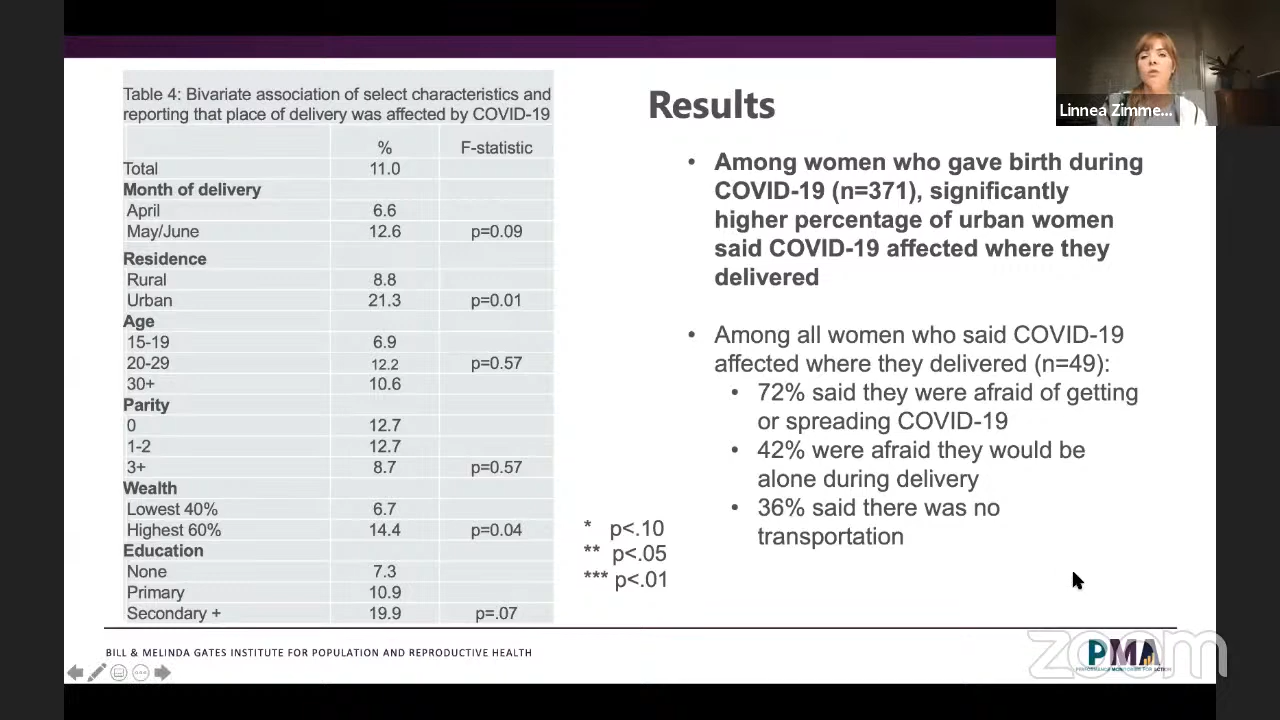 Table 4: Bivariate association of select characteristics and
reporting that place of delivery was affected by COVID-19
% F-statistic
Total 11.0
Month of delivery
April 6.6
May/June 12.6 p=0.09
Residence
Rural 8.8
Urban 21.3 p=0.01
Age
15-19 6.9
20-29 12.2 p=0.57
30+ 10.6
Parity
0 12.7
1-2 12.7
3+ 8.7 p=0.57
Wealth
Lowest 40% 6.7
Highest 60% 14.4 p=0.04
Education
None 7.3
Primary 10.9
Secondary + 19.9 p=.07
* p<.10
** p<.05
*** p<.01
Results
• Among women who gave birth during
COVID-19 (n=371), significantly
higher percentage of urban women
said COVID-19 affected where they
delivered
• Among all women who said COVID-19
affected where they delivered (n=49):
• 72% said they were afraid of getting
or spreading COVID-19
• 42% were afraid they would be
alone during delivery
• 36% said there was no
transportation
Linnea Zimme...
BILL & MELINDA GATES INSTITUTE FOR POPULATION AND REPRODUCTIVE HEALTH
PMA
PERFORMANCE MONITORING FOR ACTION
zoom